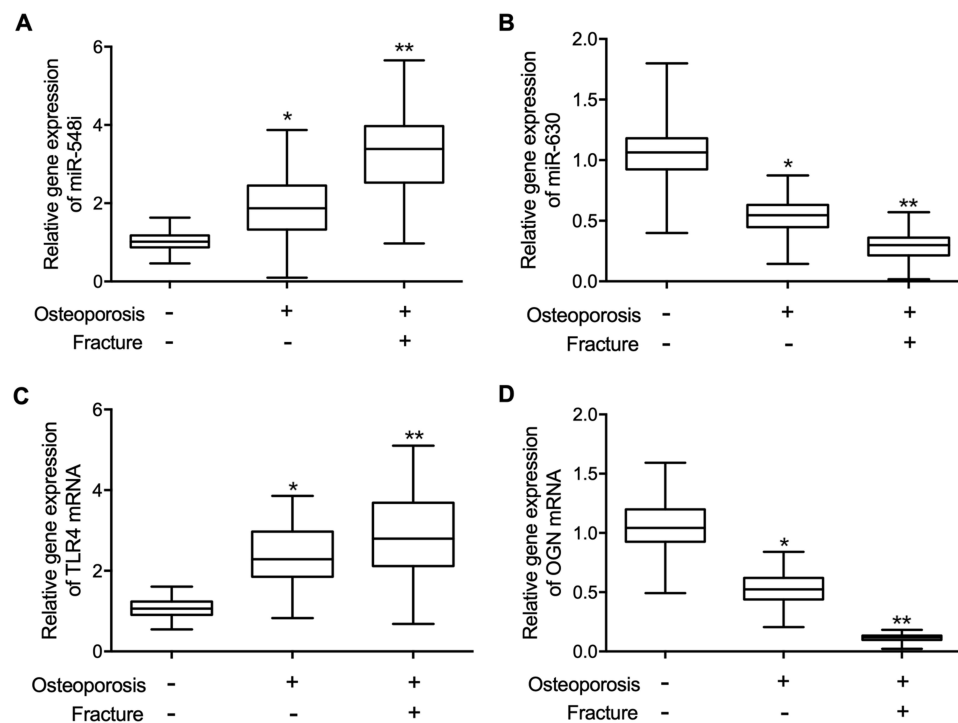 A
Relative gene expression
of miR-548i
6
4
2
0
*
**
Osteoporosis - + +
Fracture - - +
B
Relative gene expression
of miR-630
2.0
1.5
1.0
0.5
0.0
*
**
Osteoporosis - + +
Fracture - - +
C
Relative gene expression
of TLR4 mRNA
6
4
2
0
*
**
Osteoporosis - + +
Fracture - - +
D
Relative gene expression
of OGN mRNA
2.0
1.5
1.0
0.5
0.0
*
**
Osteoporosis - + +
Fracture - - +